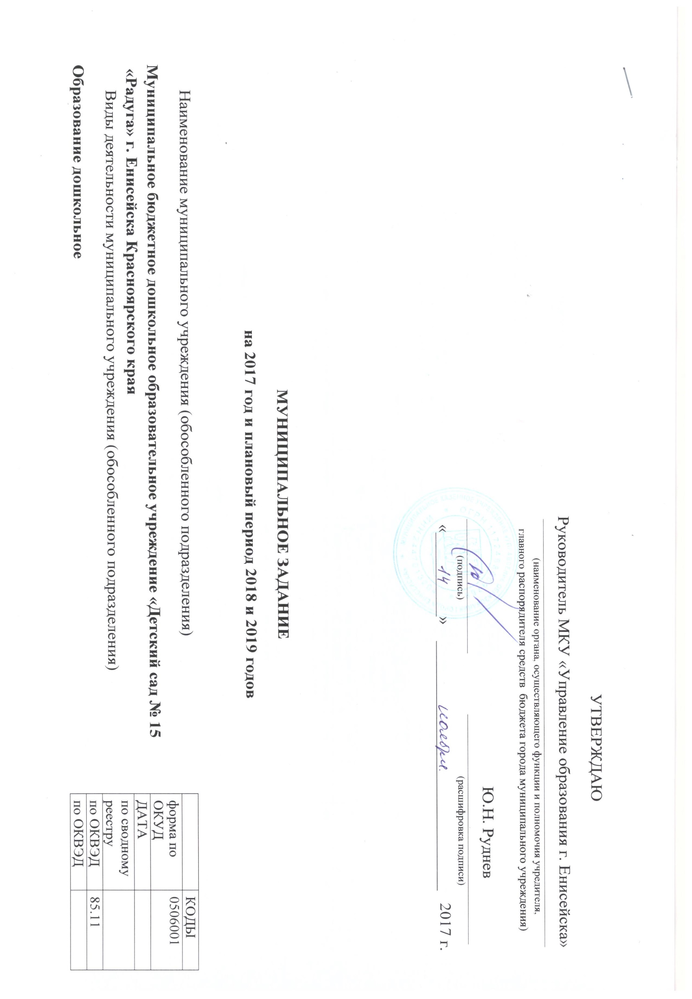 УТВЕРЖДАЮ
Руководитель МКУ «Управление образования г. Енисейска»
(наименование органа, осуществляющего функции и полномочия учредителя,
главного распорядителя средств бюджета города муниципального учреждения)
Ю.Н. Руднев
(подпись) (расшифровка подписи)
« 14 » ноября 2017 г.
МУНИЦИПАЛЬНОЕ ЗАДАНИЕ
на 2017 год и плановый период 2018 и 2019 годов
Наименование муниципального учреждения (обособленного подразделения)
Муниципальное бюджетное дошкольное образовательное учреждение «Детский сад № 15
«Радуга» г. Енисейска Красноярского края
Виды деятельности муниципального учреждения (обособленного подразделения)
Образование дошкольное
КОДЫ
форма по 0506001
ОКУД
ДАТА
по сводному
реестру
по ОКВЭД 85.11
по ОКВЭД